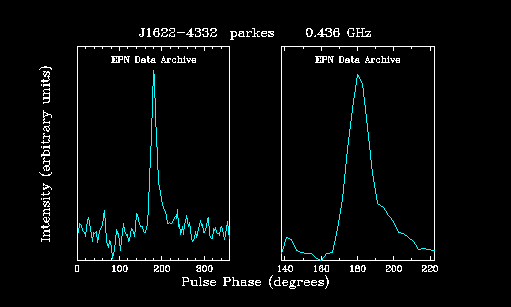 J1622-4332 parkes 0.436 GHz
EPN Data Archive EPN Data Archive
Intensity (arbitrary units)
0 100 200 300 140 160 180 200 220
Pulse Phase (degrees)